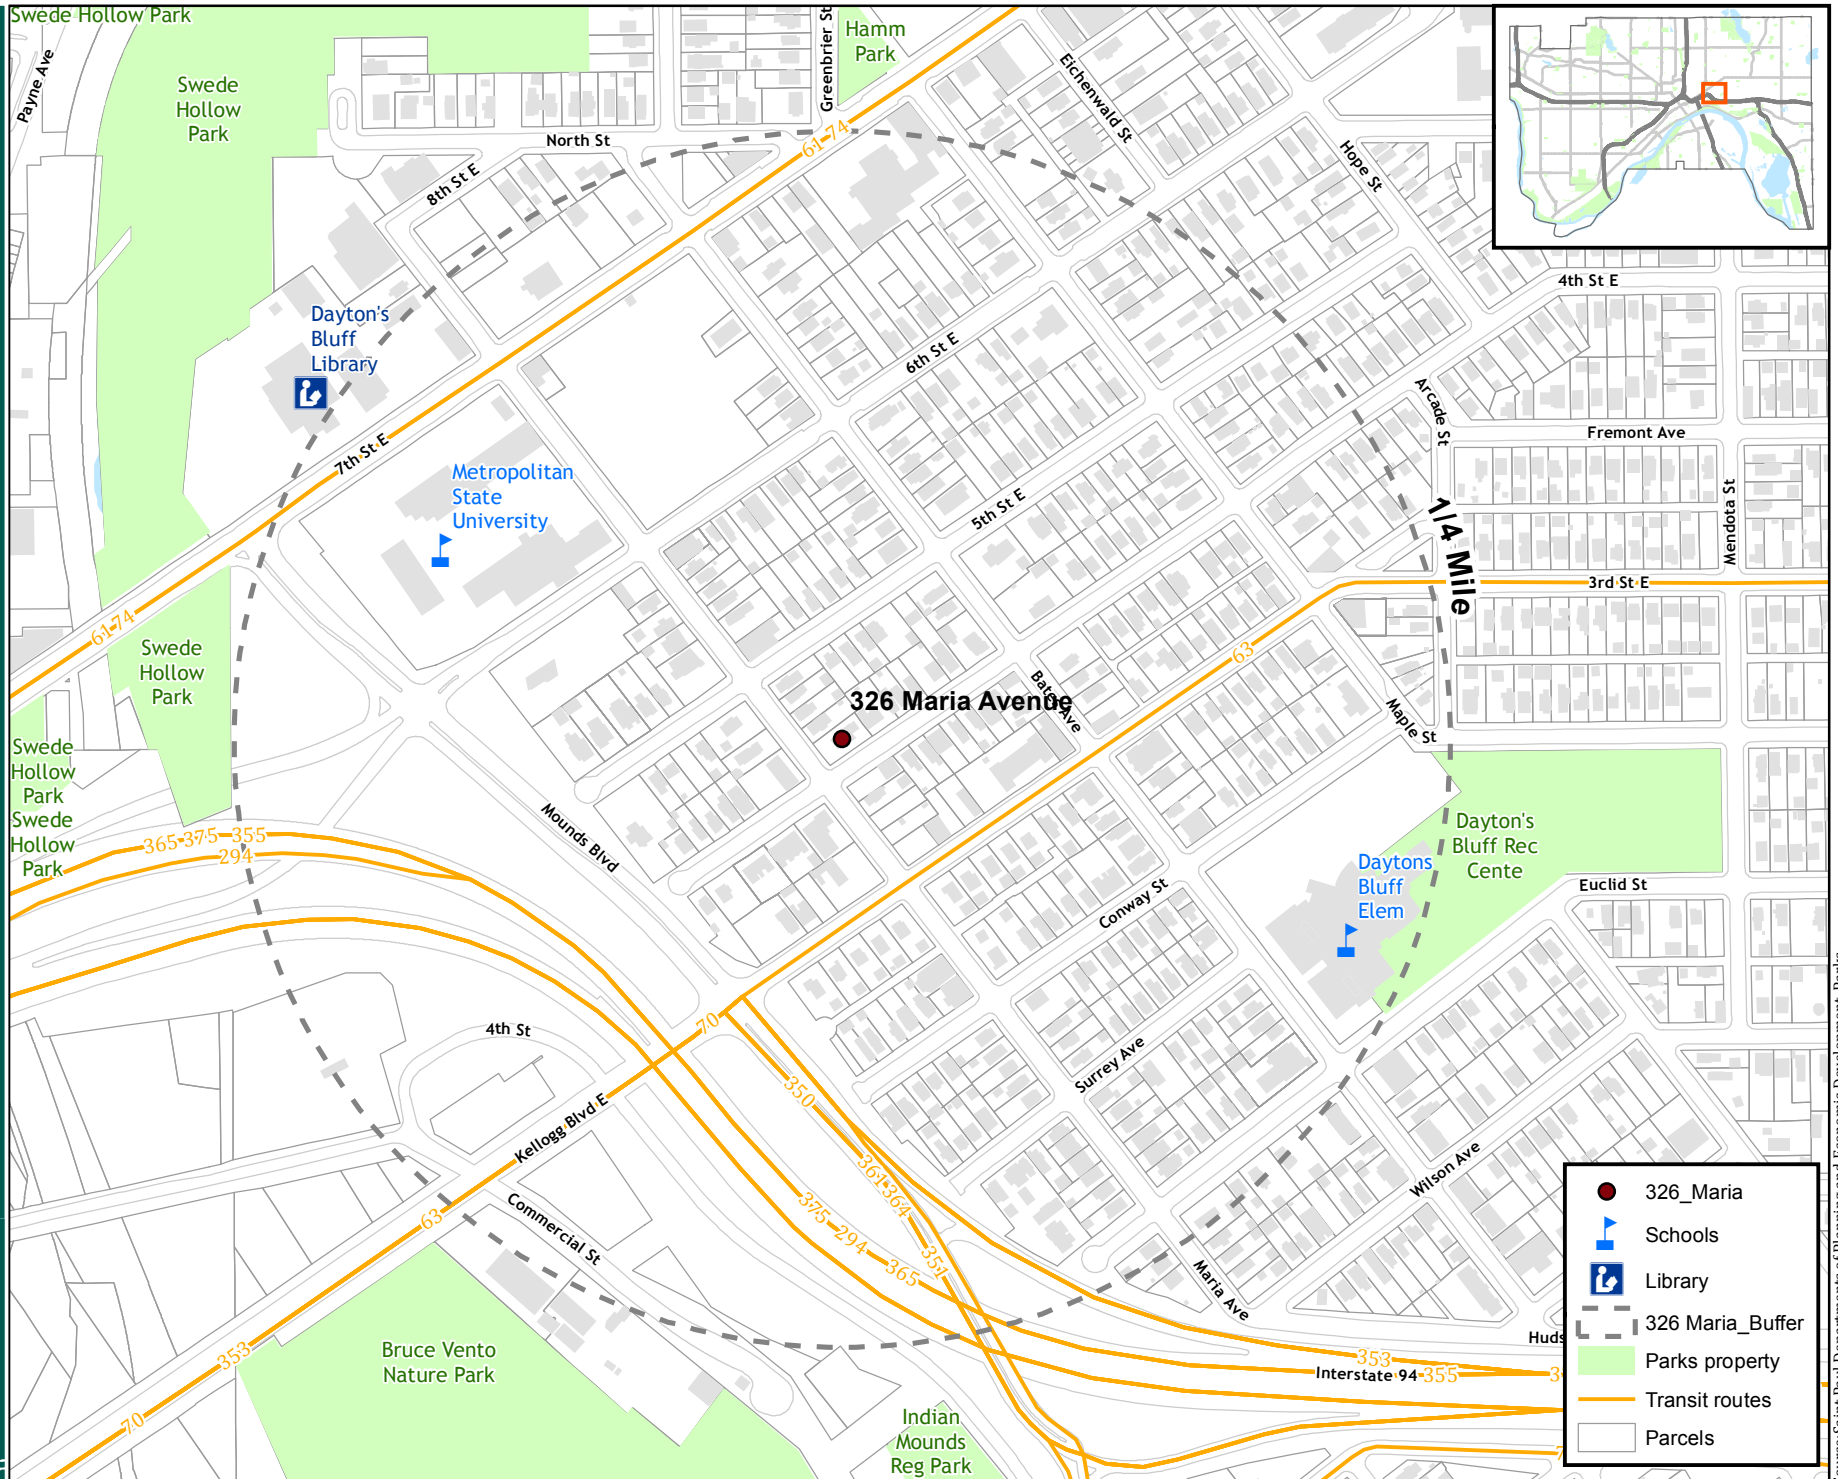 Swede Hollow Park
Payne Ave
Swede
Hollow
Park
Greenbrier St
Hamm
Park
Eichenwald St
North St
61-74
8th St E
Hope St
4th St E
Dayton's
Bluff
Library
6th St E
Arcade St
Fremont Ave
7th St E
Metropolitan
State
University
5th St E
1/4 Mile
Mendota St
3rd St E
61-74
Swede
Hollow
Park
63
326 Maria Avenue
Bates Ave
Maple St
Swede
Hollow
Park
Swede
Hollow
Park
365 375 355
294
Mounds Blvd
Dayton's
Bluff Rec
Cente
Daytons
Bluff
Elem
Euclid St
Conway St
4th St
70
350
Surrey Ave
Kellogg Blvd E
361 364
Wilson Ave
63
Commercial St
375 294
365
351
Maria Ave
Bruce Vento
Nature Park
353
70
Huds
353
Interstate 94
355
Indian
Mounds
Reg Park
326_Maria
Schools
Library
326 Maria_Buffer
Parks property
Transit routes
Parcels